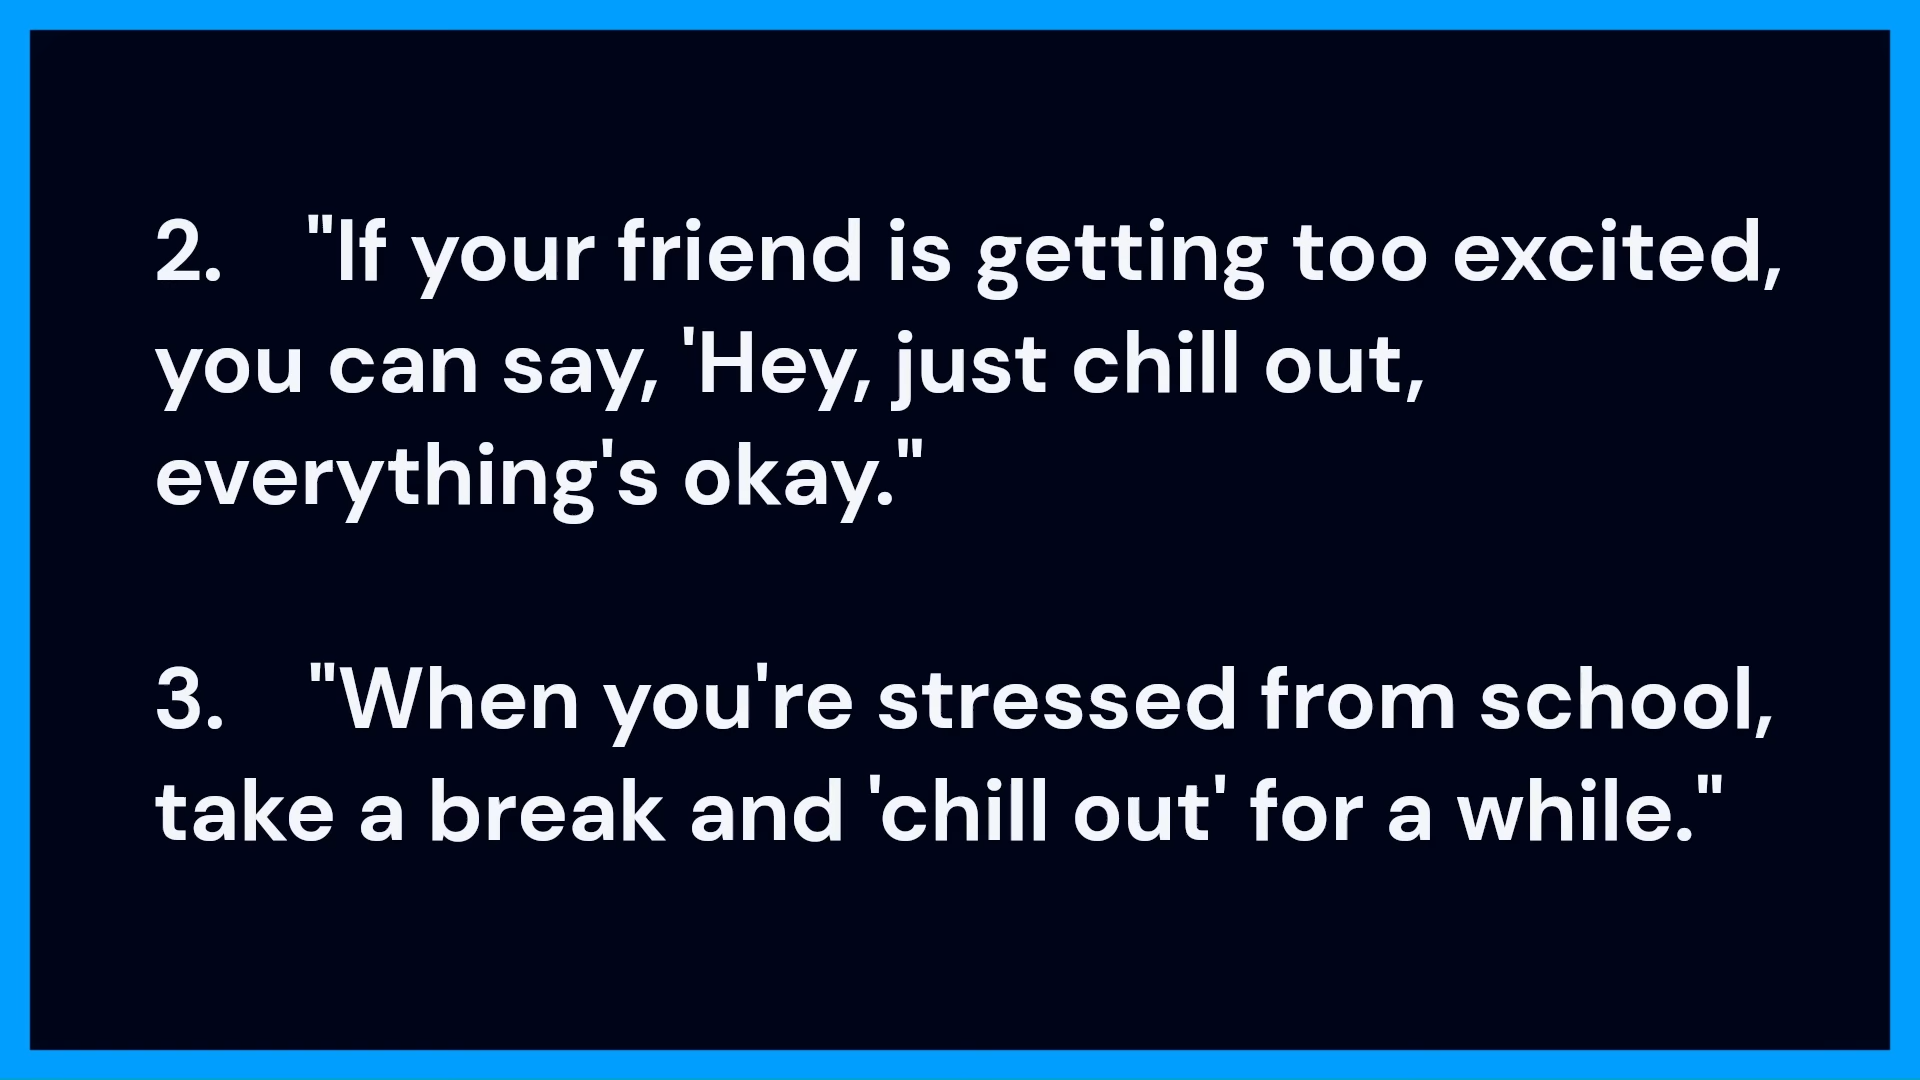 2. "If your friend is getting too excited,
you can say, 'Hey, just chill out,
everything's okay."
3. "When you're stressed from school,
take a break and 'chill out' for a while."